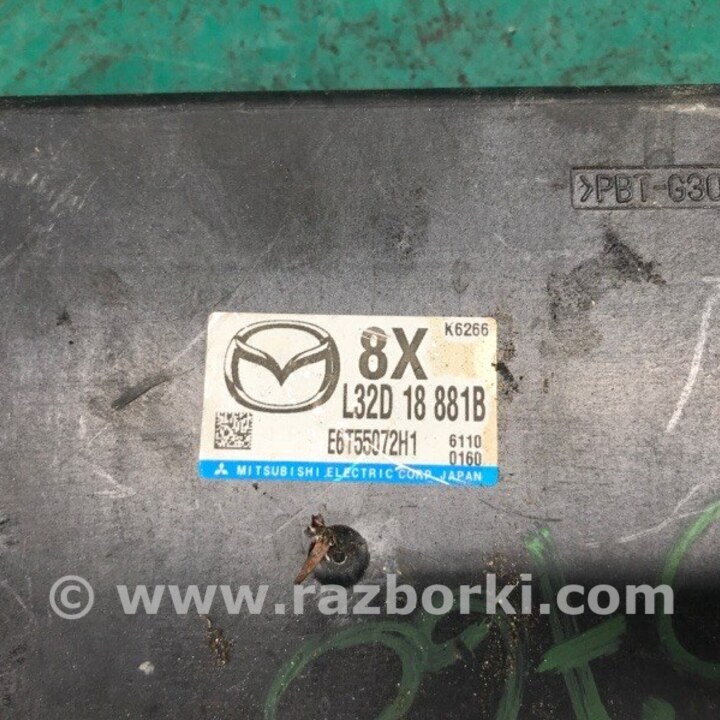 >PBT-G30
8X K6266
L32D 18 881B
E6T55072H1 6110
0160
MITSUBISHI ELECTRIC CORP. JAPAN
© www.razborki.com